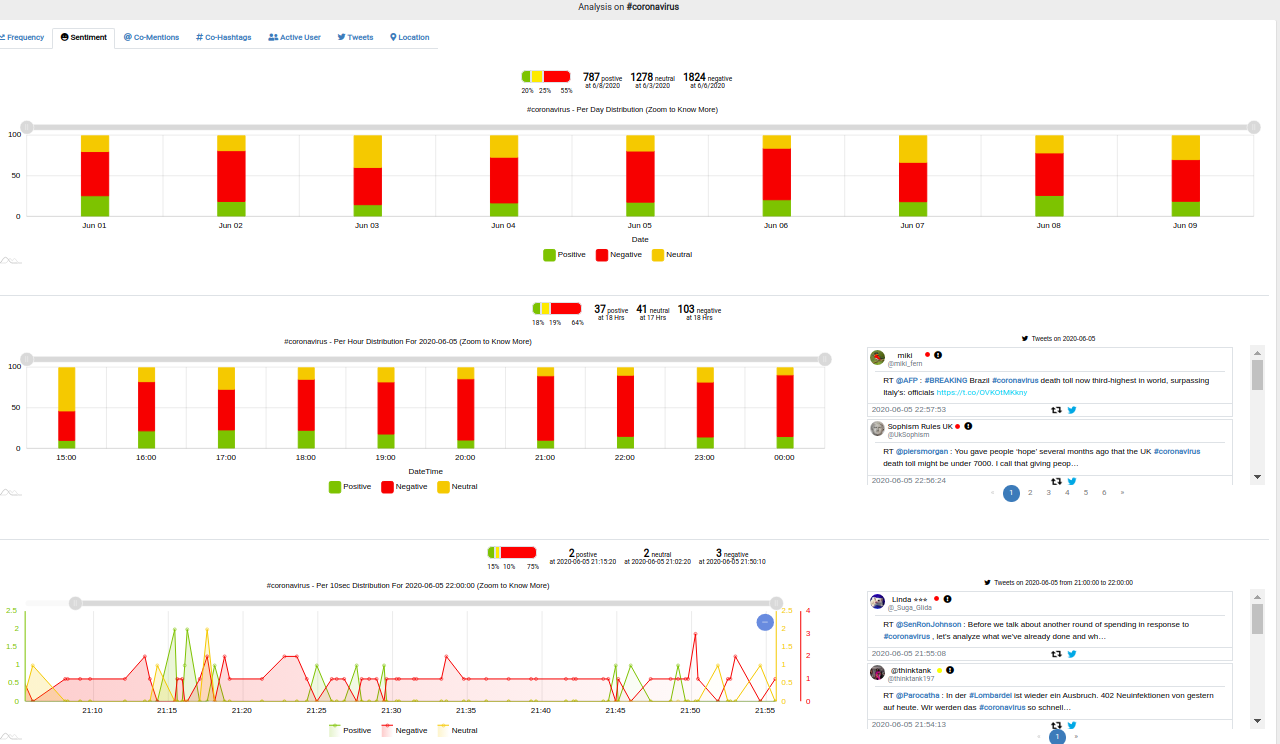 Analysis on #coronavirus
Frequency Sentiment Co-Mentions Co-Hashtags Active User Tweets Location
787 postive 1278 neutral 1824 negative
at 6/8/2020 at 6/3/2020 at 6/6/2020
20% 25% 55%
#coronavirus - Per Day Distribution (Zoom to Know More)
100
50
0
Jun 01 Jun 02 Jun 03 Jun 04 Jun 05 Jun 06 Jun 07 Jun 08 Jun 09
Date
Positive Negative Neutral
37 postive 41 neutral 103 negative
at 18 Hrs at 17 Hrs at 18 Hrs
18% 19% 64%
#coronavirus - Per Hour Distribution For 2020-06-05 (Zoom to Know More)
100
50
0
15:00 16:00 17:00 18:00 19:00 20:00 21:00 22:00 23:00 00:00
DateTime
Positive Negative Neutral
Tweets on 2020-06-05
miki
@miki_fern
RT @AFP : #BREAKING Brazil #coronavirus death toll now third-highest in world, surpassing
Italy's: officials https://t.co/OVKDtMKkny
2020-06-05 22:57:53
Sophism Rules UK
@UkSophism
RT @piersmorgan : You gave people 'hope' several months ago that the UK #coronavirus
death toll might be under 7000. I call that giving peop…
2020-06-05 22:56:24
« 1 2 3 4 5 6 »
2 postive 2 neutral 3 negative
at 2020-06-05 21:15:20 at 2020-06-05 21:02:20 at 2020-06-05 21:50:10
15% 10% 75%
#coronavirus - Per 10sec Distribution For 2020-06-05 22:00:00 (Zoom to Know More)
2.5 2.5 4
2 2 3
1.5 1.5 2
1 1 1
0.5 0.5
0 0 0
21:10 21:15 21:20 21:25 21:30 21:35 21:40 21:45 21:50 21:55
Positive Negative Neutral
Tweets on 2020-06-05 from 21:00:00 to 22:00:00
Linda ⋆⋆⋆
@_Suga_Glida
RT @SenRonJohnson : Before we talk about another round of spending in response to
#coronavirus , let's analyze what we've already done and wh…
2020-06-05 21:55:08
@thinktank
@thinktank197
RT @Parocatha : In der #Lombardei ist wieder ein Ausbruch. 402 Neuinfektionen von gestern
auf heute. Wir werden das #coronavirus so schnell…
2020-06-05 21:54:13
« 1 »